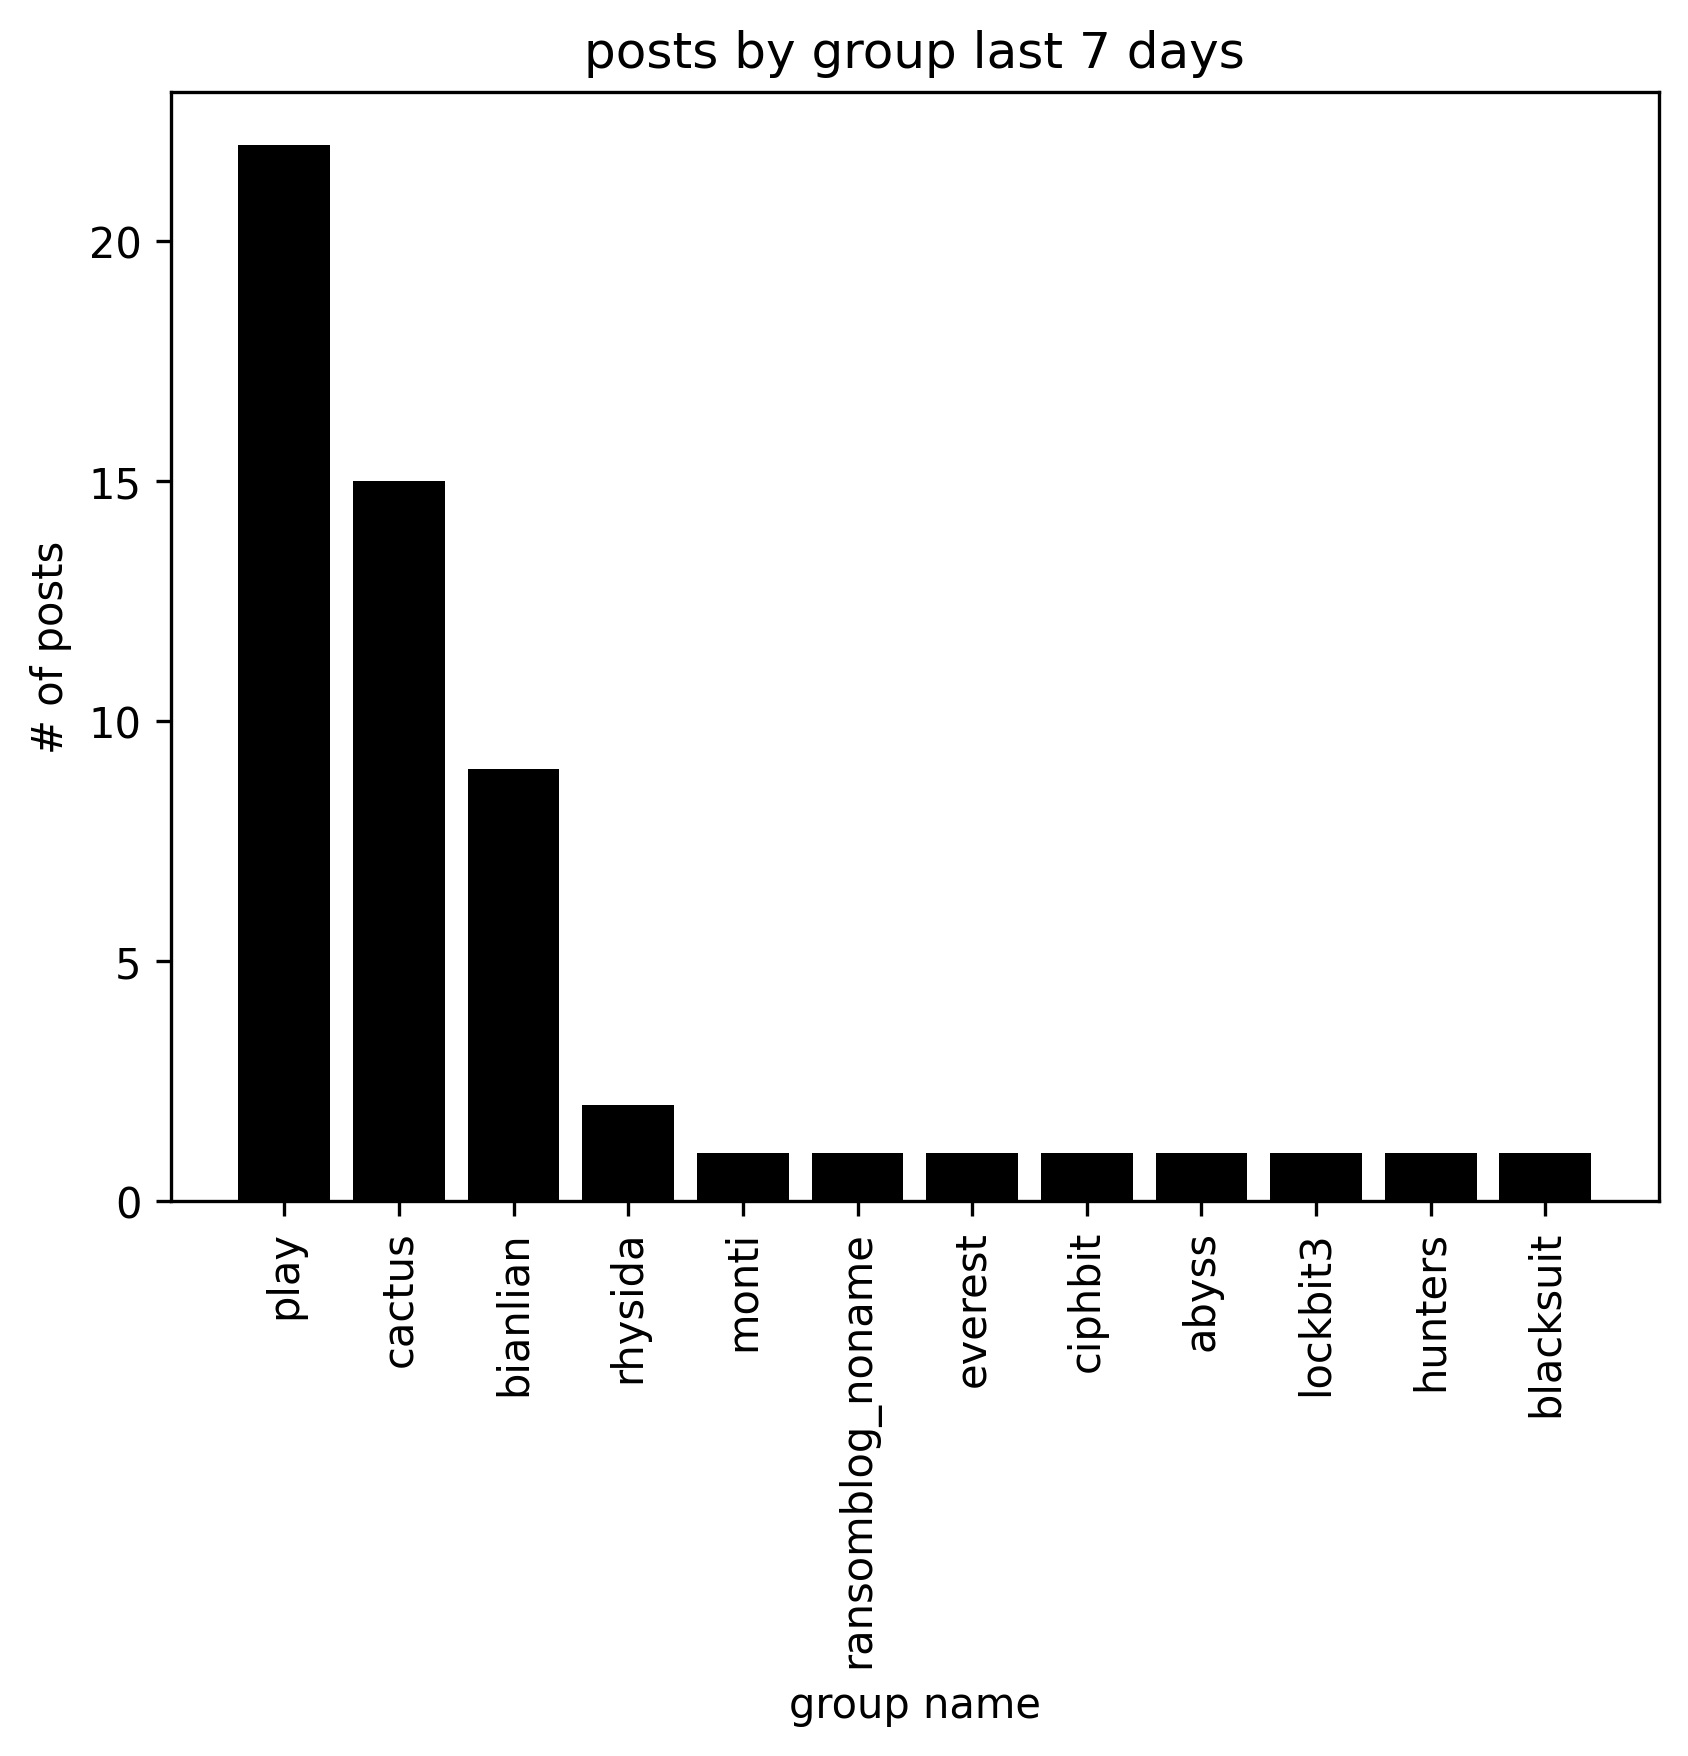 posts by group last 7 days
# of posts
20
15
10
5
0
play
cactus
bianlian
rhysida
monti
ransomblog_noname
everest
ciphbit
abyss
lockbit3
hunters
blacksuit
group name